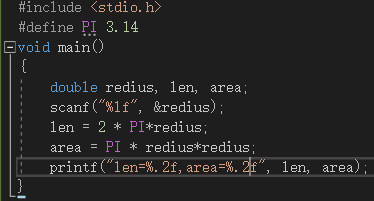 #include <stdio.h>
#define PI 3.14
void main()
{
double redius, len, area;
scanf("%1f", &redius);
len = 2 * PI*redius;
area = PI * redius*redius;
printf("len=%.2f,area=%.2f", len, area);
}